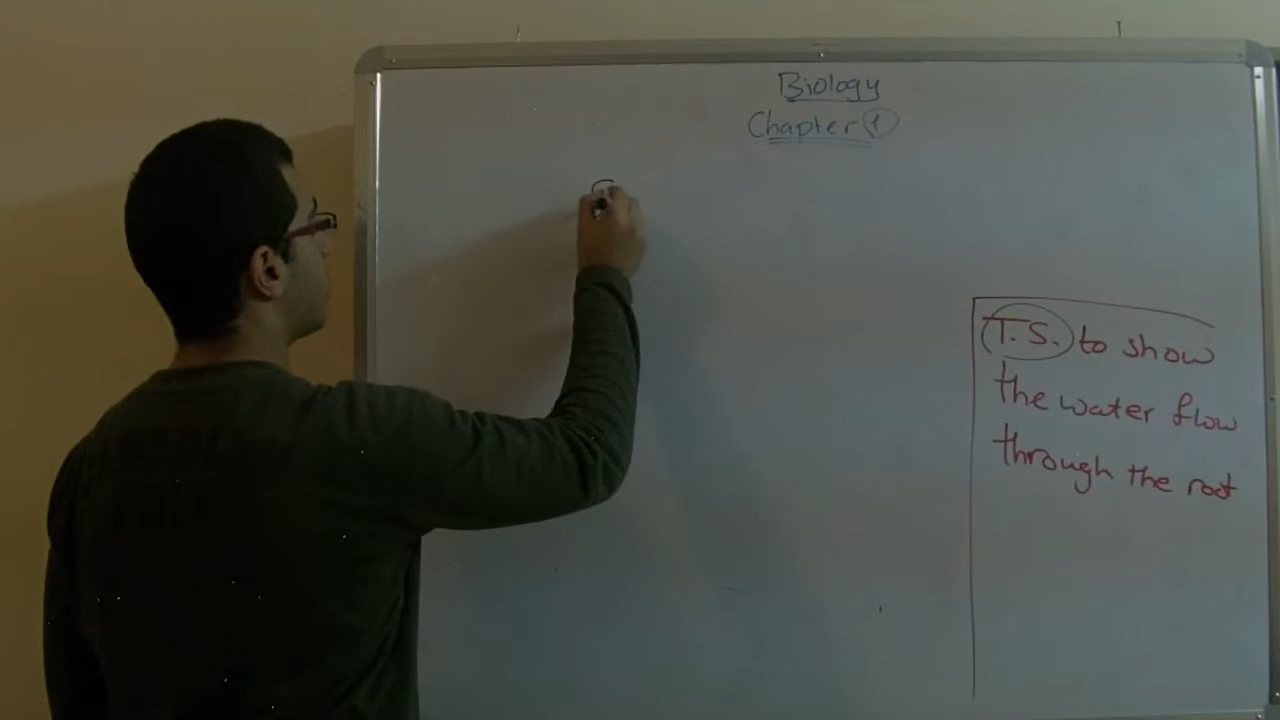 Biology
Chapter 1
T.S. to show
the water flow
through the root